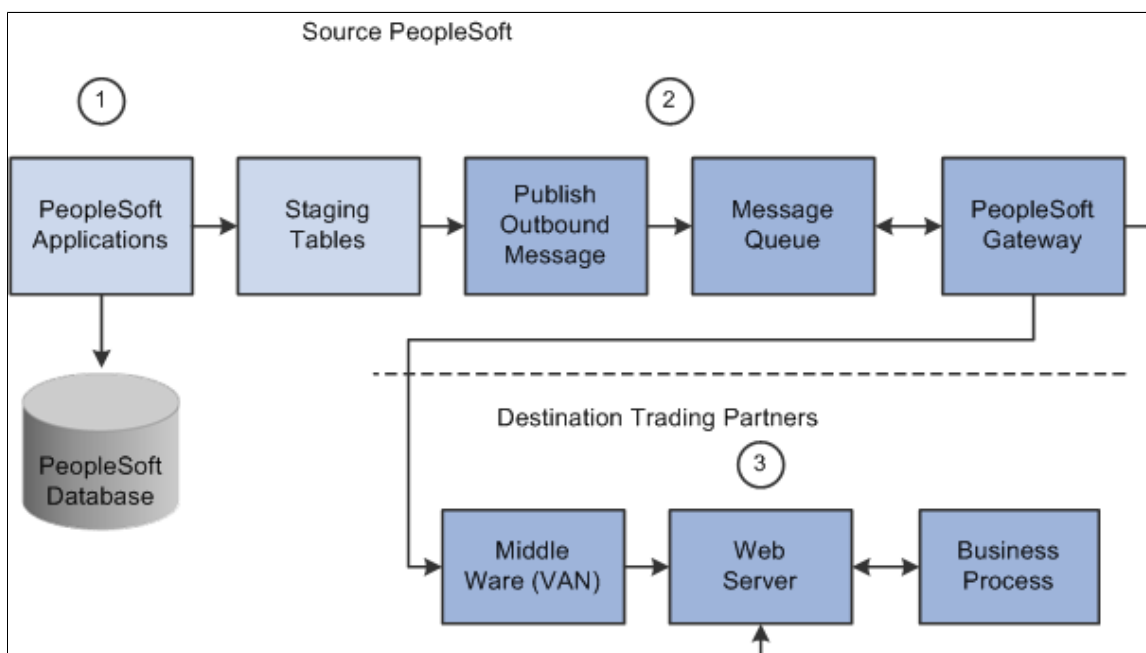 Source PeopleSoft
1
2
PeopleSoft
Applications
Staging
Tables
Publish
Outbound
Message
Message
Queue
PeopleSoft
Gateway
PeopleSoft
Database
Destination Trading Partners
3
Middle
Ware (VAN)
Web
Server
Business
Process